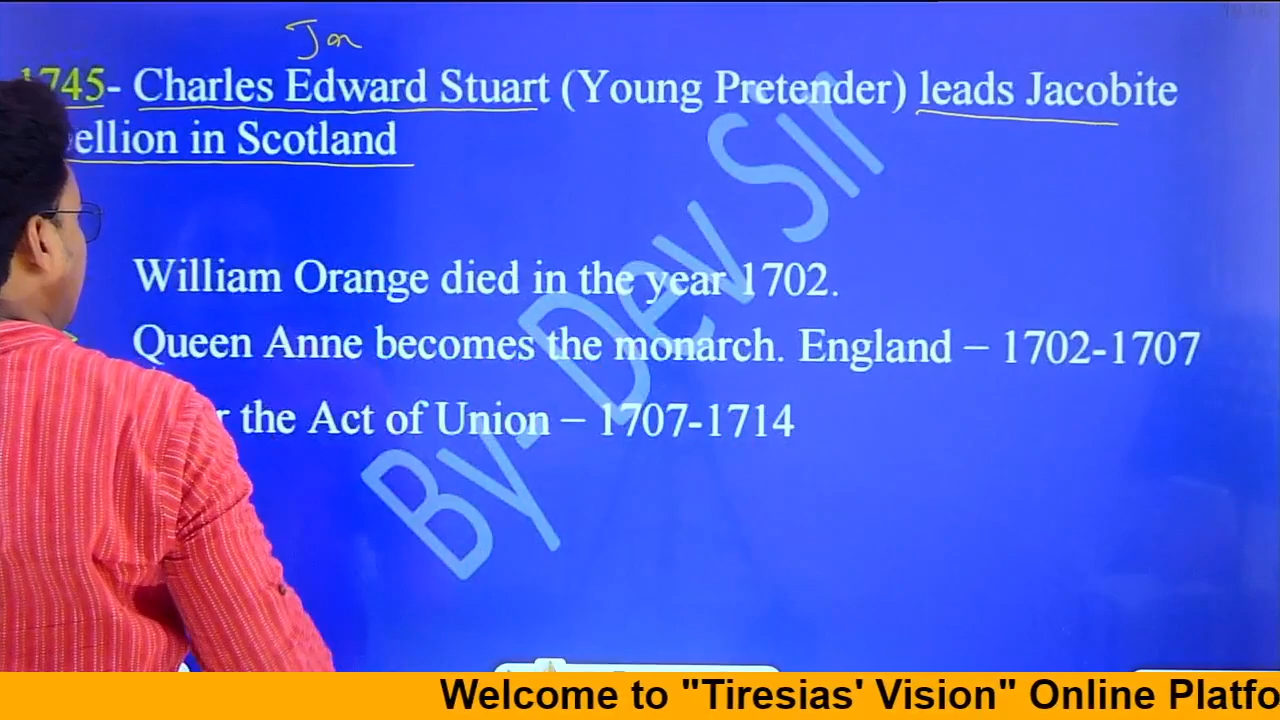 1745- Charles Edward Stuart (Young Pretender) leads Jacobite
ellion in Scotland
William Orange died in the year 1702.
Queen Anne becomes the monarch. England – 1702-1707
the Act of Union – 1707-1714
By- Dev Sir
Welcome to "Tiresias' Vision" Online Platfo